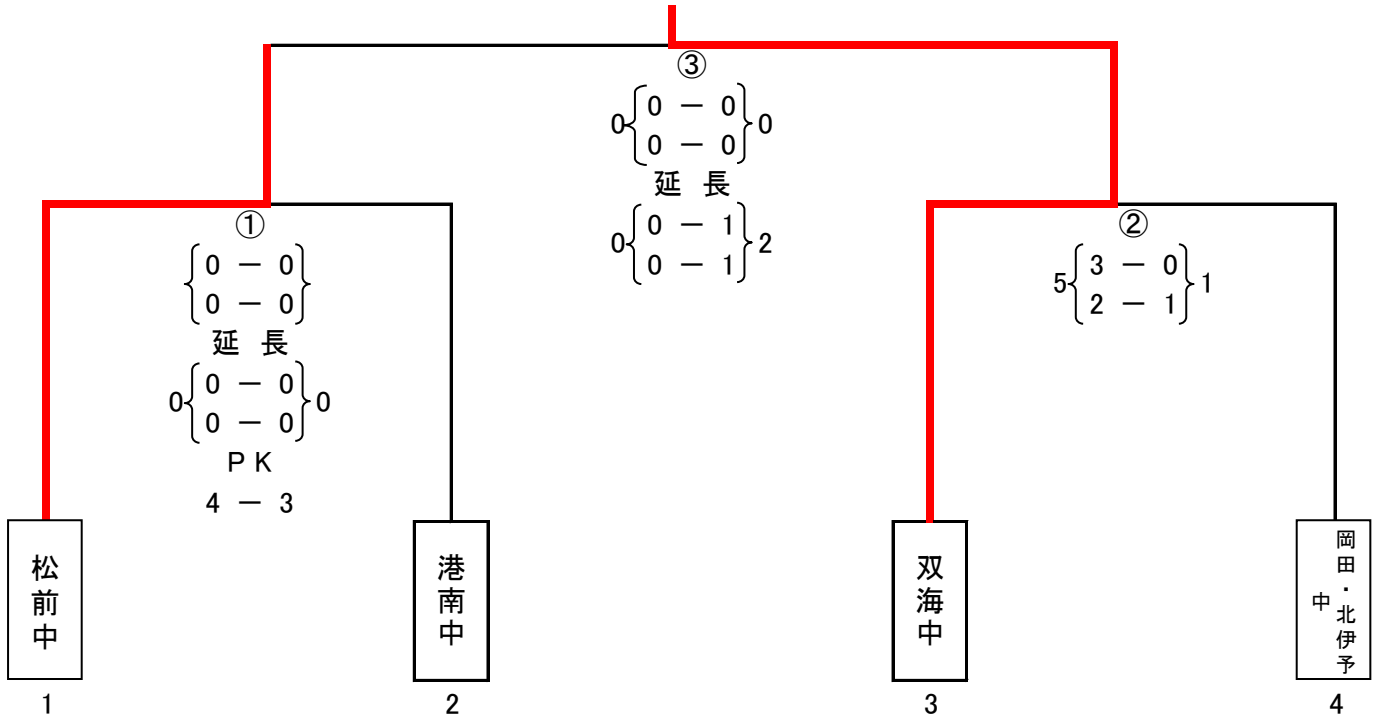 ③
0 0 － 0 0
0 － 0
延 長
0 0 － 1 2
0 － 1
①
0 － 0
0 － 0
延 長
0 0 － 0 0
0 － 0
ＰＫ
4 － 3
②
5 3 － 0 1
2 － 1
松前中
港南中
双海中
岡田・北伊予中
1
2
3
4